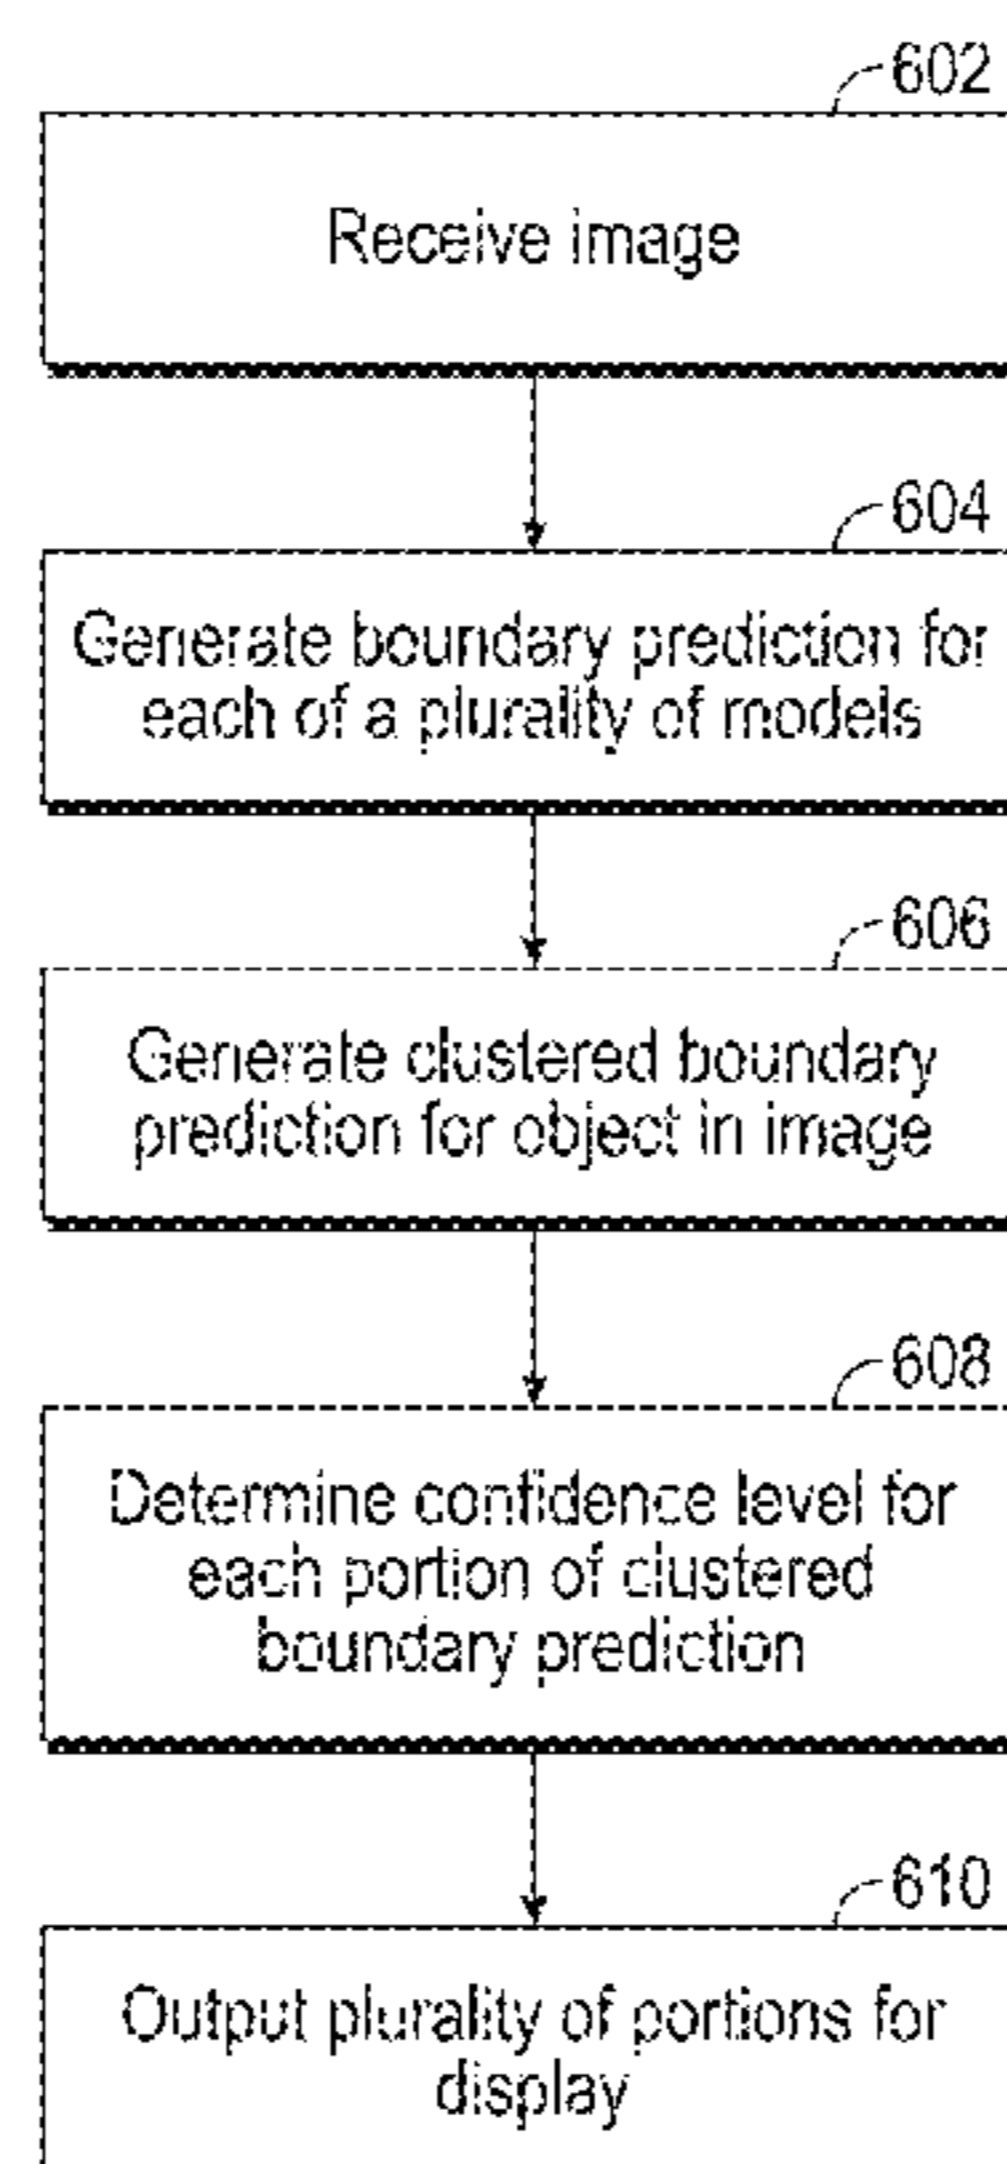 602
Receive image
604
Generate boundary prediction for
each of a plurality of models
606
Generate clustered boundary
prediction for object in image
608
Determine confidence level for
each portion of clustered
boundary prediction
610
Output plurality of portions for
display